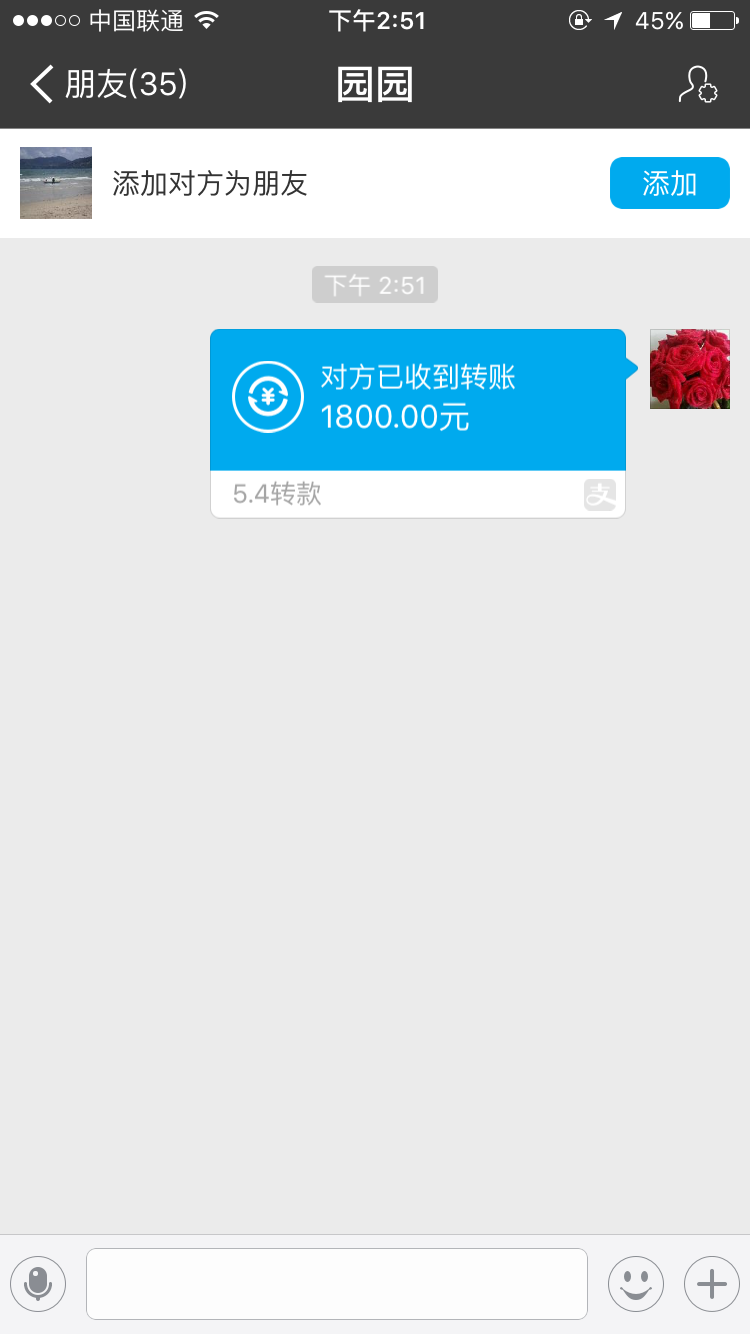 中国联通 下午2:51 45%
朋友(35) 园园
添加对方为朋友 添加
下午 2:51
对方已收到转账
1800.00元
5.4转款 支